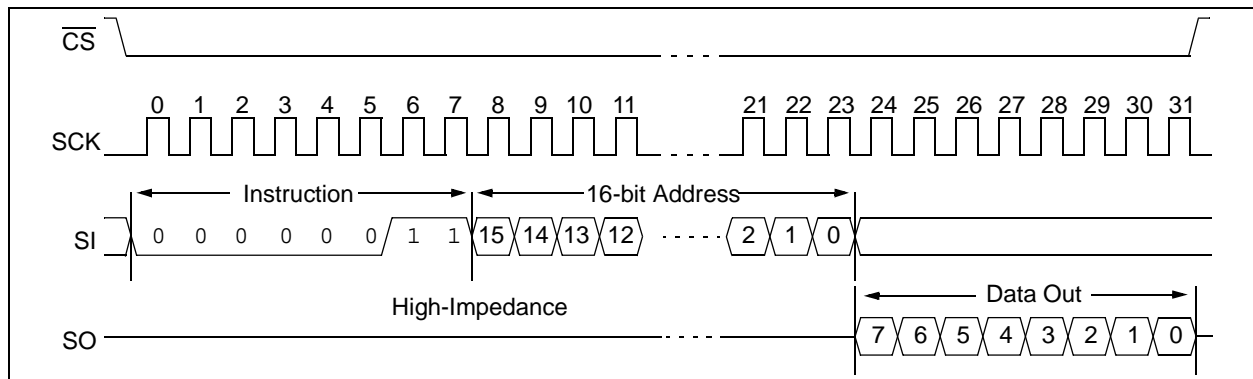 CS
0 1 2 3 4 5 6 7 8 9 10 11 21 22 23 24 25 26 27 28 29 30 31
SCK
Instruction 16-bit Address
SI 0 0 0 0 0 0 1 1 15 14 13 12 2 1 0
High-Impedance Data Out
SO 7 6 5 4 3 2 1 0